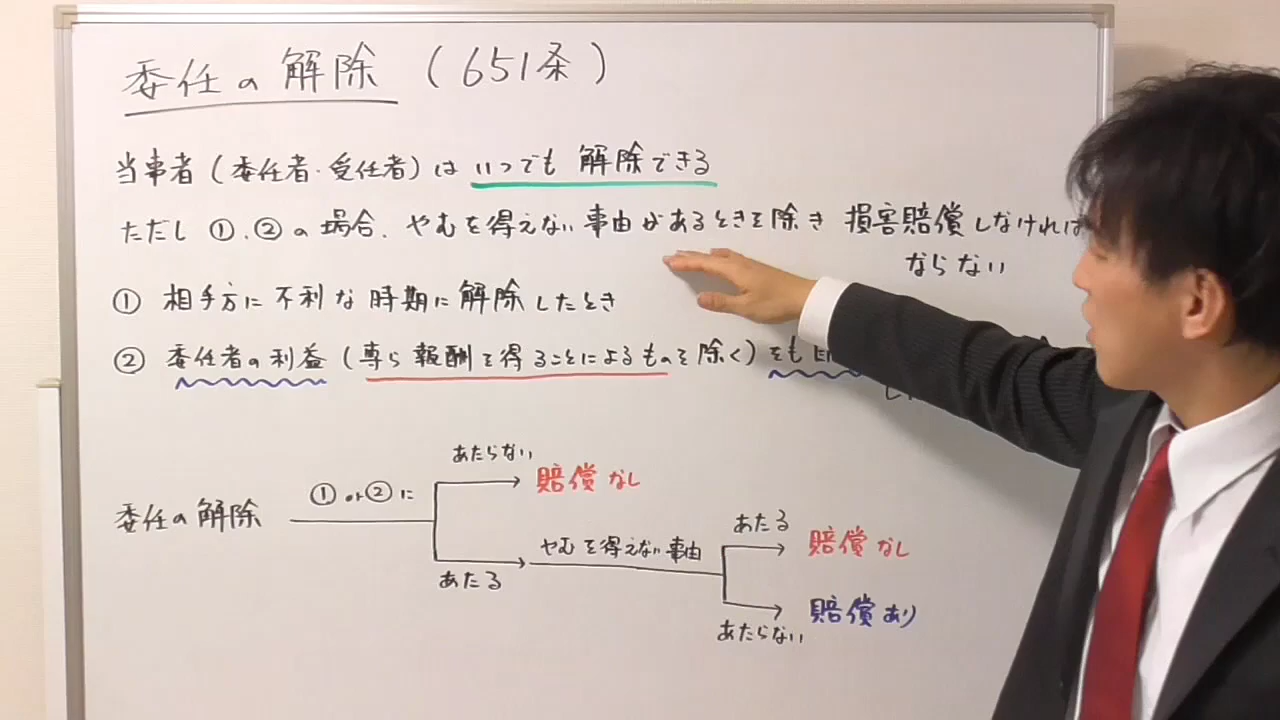 委任の解除（651条）
当事者（委任者・受任者）は いつでも 解除できる
ただし ①、②の場合、やむを得えない事由があるときを除き 損害賠償しなければ
ならない
① 相手方に不利な時期に解除したとき
② 委任者の利益（専ら報酬を得ることによるものを除く）をも
あたらない
賠償なし
委任の解除
①or②に
あたる
やむを得えない事由
あたる
賠償なし
あたらない
賠償あり